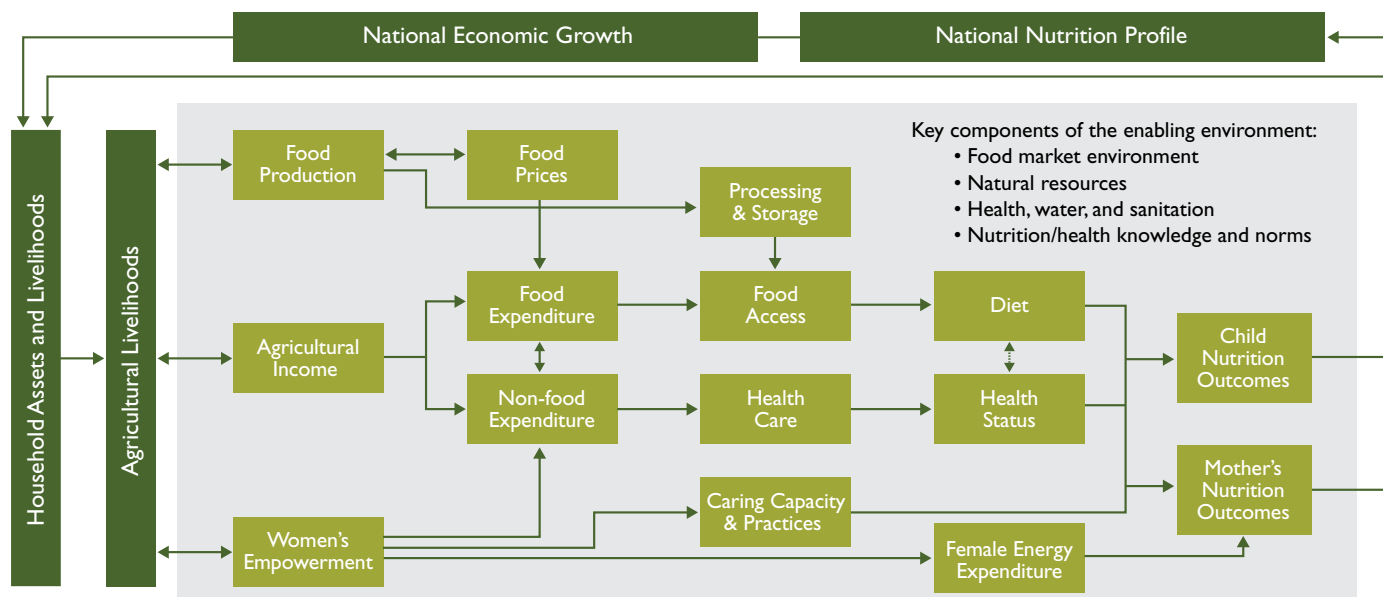 National Economic Growth
National Nutrition Profile
Household Assets and Livelihoods
Agricultural Livelihoods
Food
Production
Food
Prices
Processing
& Storage
Key components of the enabling environment:
• Food market environment
• Natural resources
• Health, water, and sanitation
• Nutrition/health knowledge and norms
Agricultural
Income
Food
Expenditure
Food
Access
Diet
Non-food
Expenditure
Health
Care
Health
Status
Child
Nutrition
Outcomes
Women's
Empowerment
Caring Capacity
& Practices
Female Energy
Expenditure
Mother's
Nutrition
Outcomes